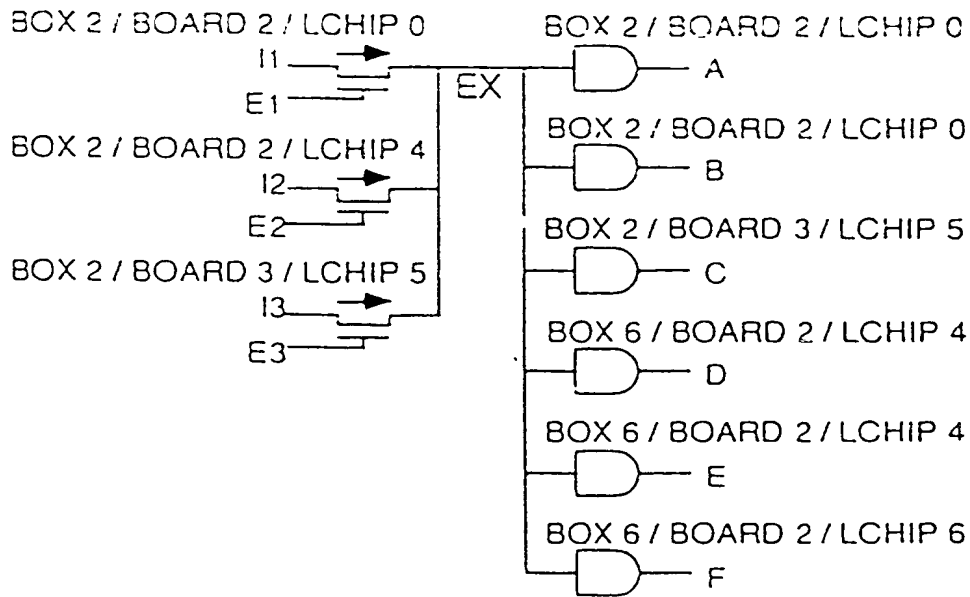 BOX 2 / BOARD 2 / LCHIP 0
I1
E1
BOX 2 / BOARD 2 / LCHIP 4
I2
E2
BOX 2 / BOARD 3 / LCHIP 5
I3
E3
EX
BOX 2 / BOARD 2 / LCHIP 0
A
BOX 2 / BOARD 2 / LCHIP 0
B
BOX 2 / BOARD 3 / LCHIP 5
C
BOX 6 / BOARD 2 / LCHIP 4
D
BOX 6 / BOARD 2 / LCHIP 4
E
BOX 6 / BOARD 2 / LCHIP 6
F